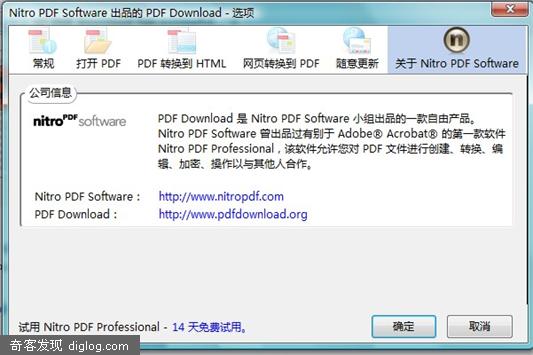 Nitro PDF Software 出品的 PDF Download - 选项
常规 打开 PDF PDF 转换到 HTML 网页转换到 PDF 随意更新 关于 Nitro PDF Software
公司信息
nitroPDFsoftware
PDF Download 是 Nitro PDF Software 小组出品的一款自由产品。
Nitro PDF Software 曾出品过有别于 Adobe® Acrobat® 的第一款软件
Nitro PDF Professional，该软件允许您对 PDF 文件进行创建、转换、编
辑、加密、操作以与其他人合作。
Nitro PDF Software： http://www.nitropdf.com
PDF Download： http://www.pdfdownload.org
试用 Nitro PDF Professional - 14 天免费试用。 确定 取消
奇客发现 diglog.com